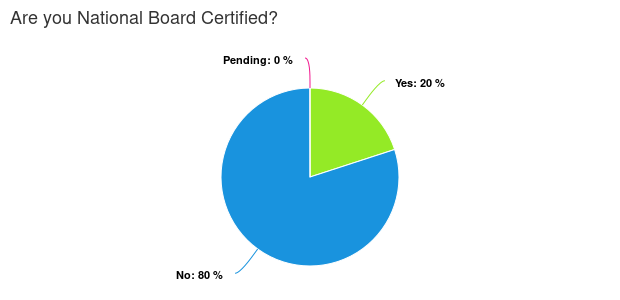 Are you National Board Certified?
Pending: 0 %
Yes: 20 %
No: 80 %